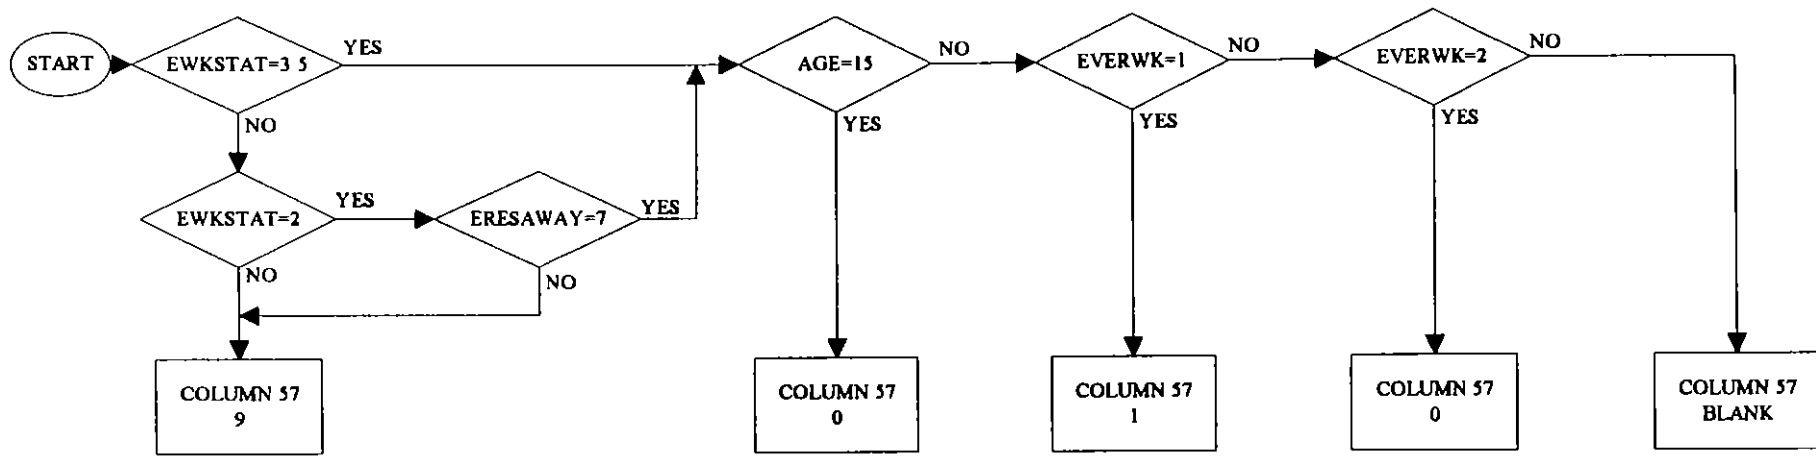 START
EWKSTAT=3 5
YES
AGE=15
NO
EVERWK=1
NO
EVERWK=2
NO
NO
YES
YES
YES
EWKSTAT=2
YES
ERESAWAY=7
YES
NO
NO
COLUMN 57
9
COLUMN 57
0
COLUMN 57
1
COLUMN 57
0
COLUMN 57
BLANK